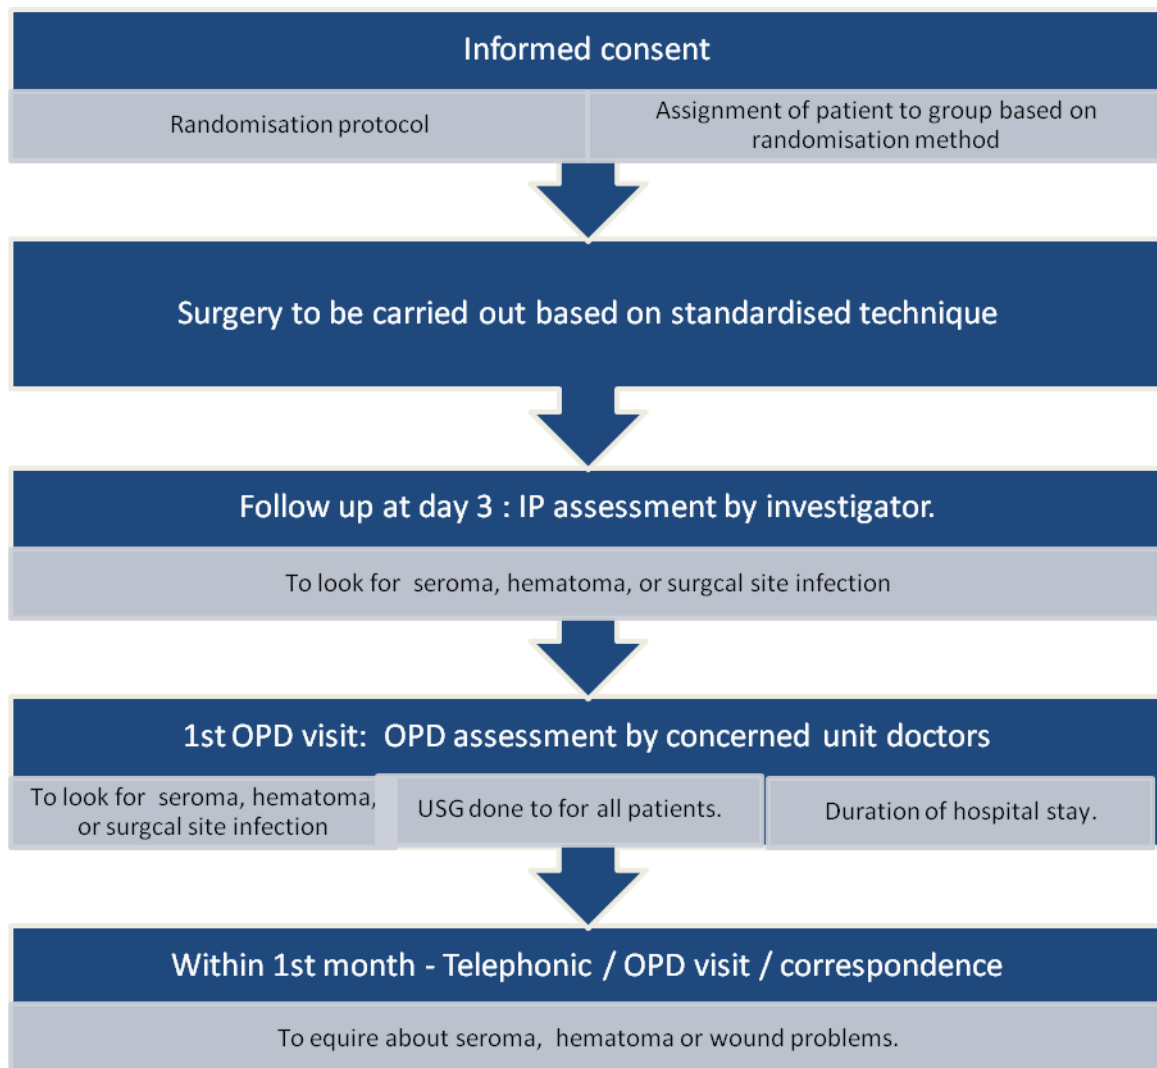 Informed consent
Randomisation protocol
Assignment of patient to group based on
randomisation method
Surgery to be carried out based on standardised technique
Follow up at day 3 : IP assessment by investigator.
To look for seroma, hematoma, or surgcal site infection
1st OPD visit: OPD assessment by concerned unit doctors
To look for seroma, hematoma,
or surgcal site infection
USG done to for all patients.
Duration of hospital stay.
Within 1st month - Telephonic / OPD visit / correspondence
To equire about seroma, hematoma or wound problems.